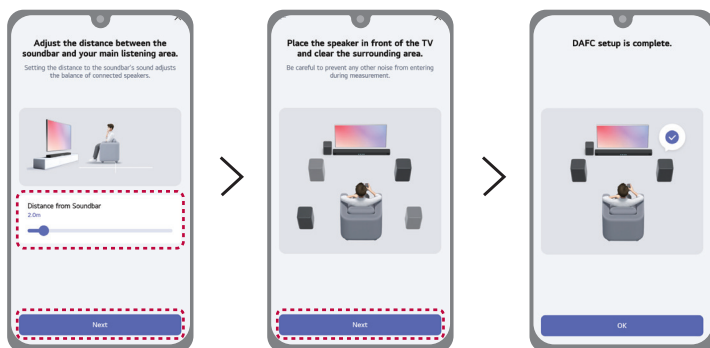 Adjust the distance between the
soundbar and your main listening area.
Setting the distance to the soundbar's sound adjusts
the balance of connected speakers.
Distance from Soundbar
2.0m
Next
Place the speaker in front of the TV
and clear the surrounding area.
Be careful to prevent any other noise from entering
during measurement.
Next
DAFC setup is complete.
OK